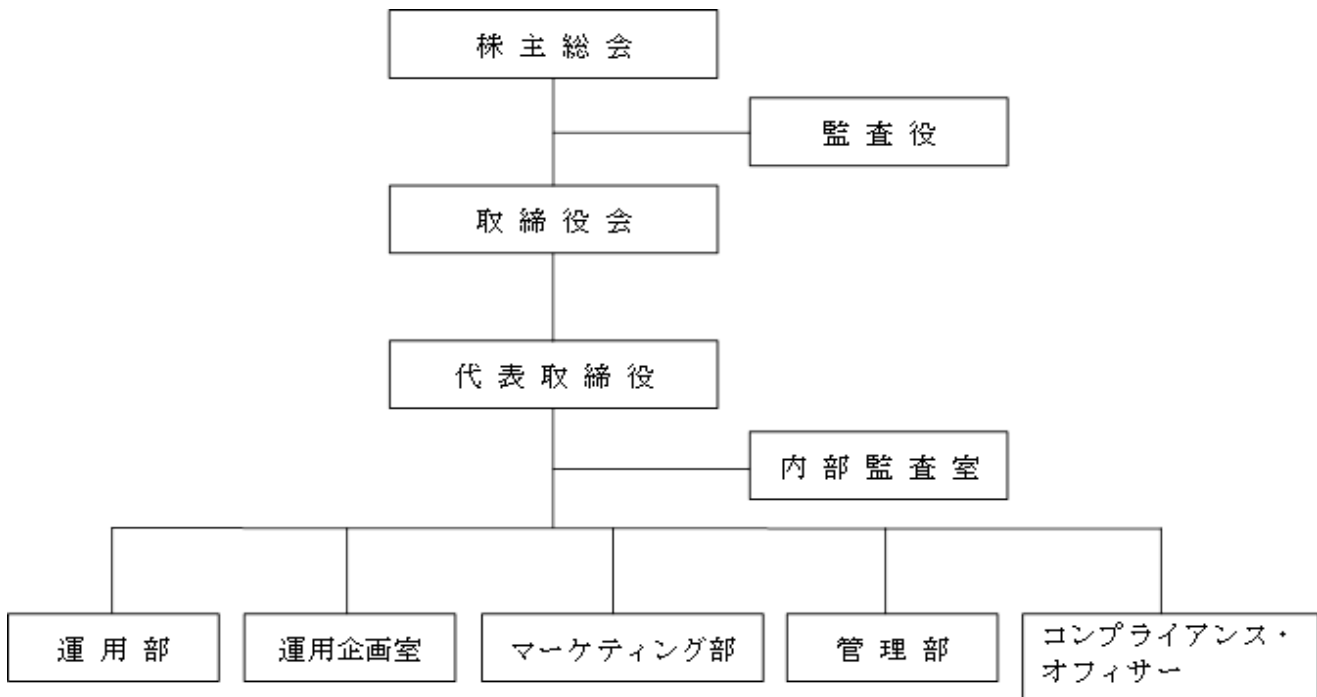 株主総会
監査役
取締役会
代表取締役
内部監査室
運用部
運用企画室
マーケティング部
管理部
コンプライアンス・
オフィサー